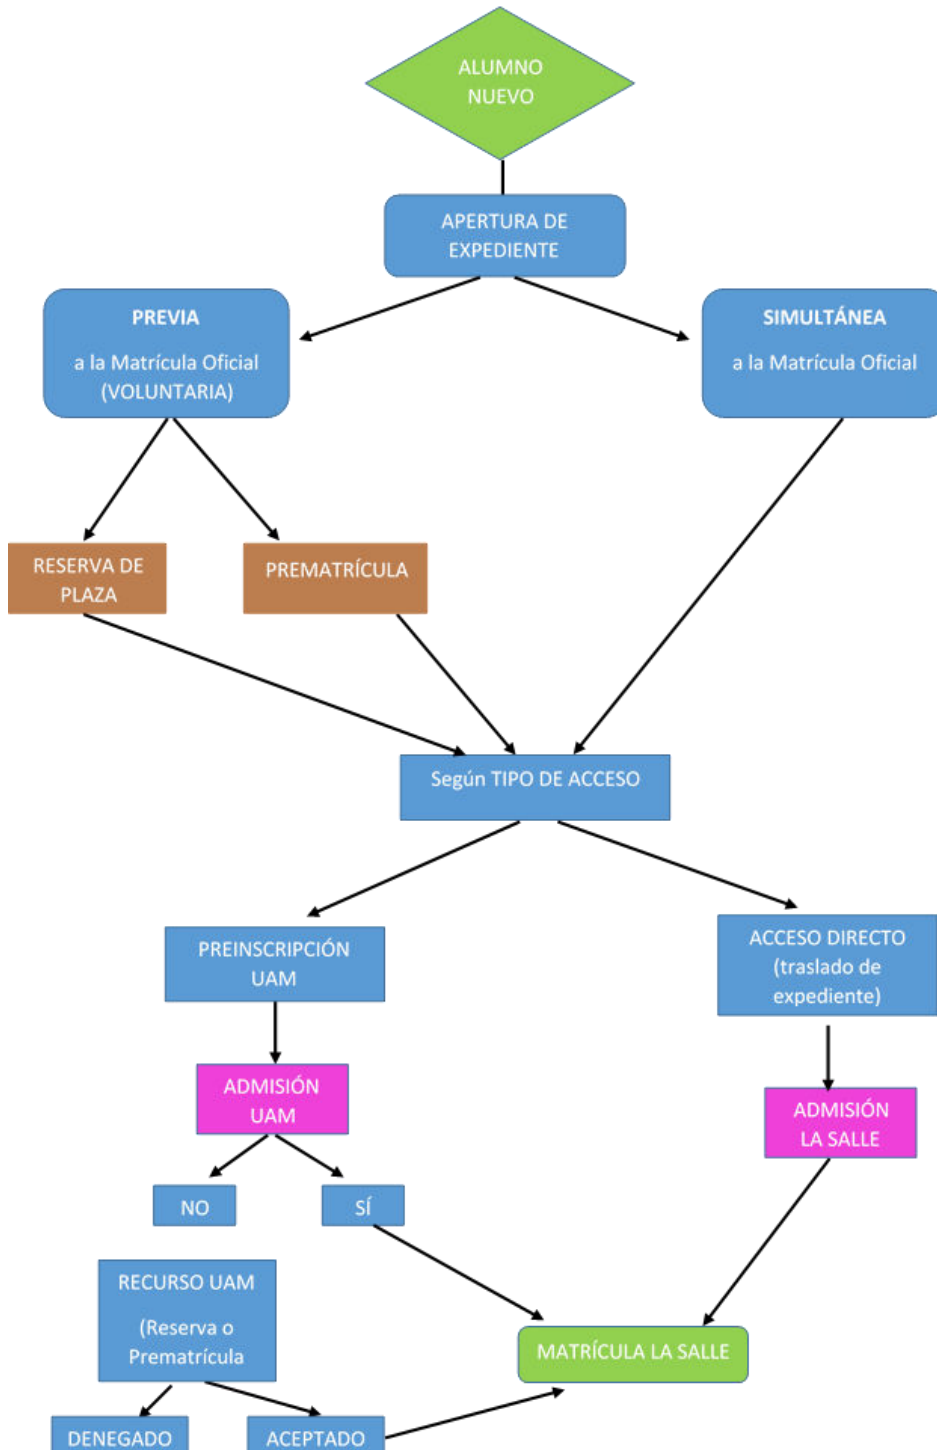 ALUMNO
NUEVO
APERTURA DE
EXPEDIENTE
PREVIA
a la Matrícula Oficial
(VOLUNTARIA)
SIMULTÁNEA
a la Matrícula Oficial
RESERVA DE
PLAZA
PREMATRÍCULA
Según TIPO DE ACCESO
PREINSCRIPCIÓN
UAM
ACCESO DIRECTO
(traslado de
expediente)
ADMISIÓN
UAM
ADMISIÓN
LA SALLE
NO
SÍ
RECURSO UAM
(Reserva o
Prematrícula
MATRÍCULA LA SALLE
DENEGADO
ACEPTADO